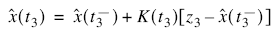 x̂(t₃) = x̂(t₃⁻) + K(t₃)[z₃ – x̂(t₃⁻)]